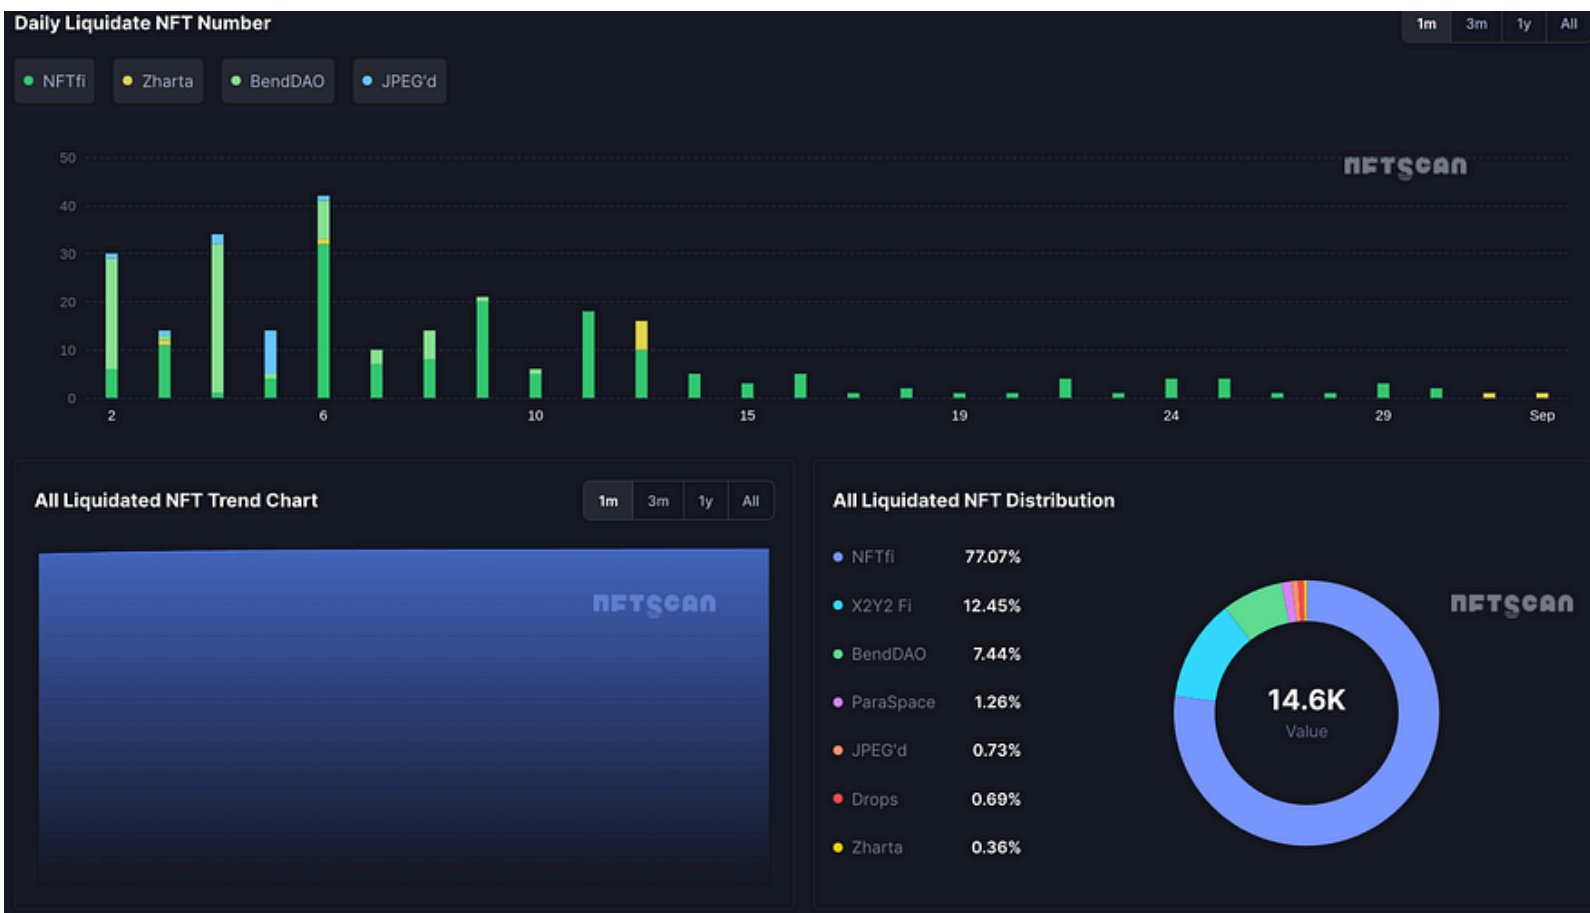 Daily Liquidate NFT Number
1m 3m 1y All
NFTfi Zharta BendDAO JPEG'd
50
NFTSCAN
40
30
20
10
0
2 6 10 15 19 24 29 Sep
All Liquidated NFT Trend Chart
1m 3m 1y All
NFTSCAN
All Liquidated NFT Distribution
NFTfi 77.07%
X2Y2 Fi 12.45%
BendDAO 7.44%
ParaSpace 1.26%
JPEG'd 0.73%
Drops 0.69%
Zharta 0.36%
14.6K
Value
NFTSCAN